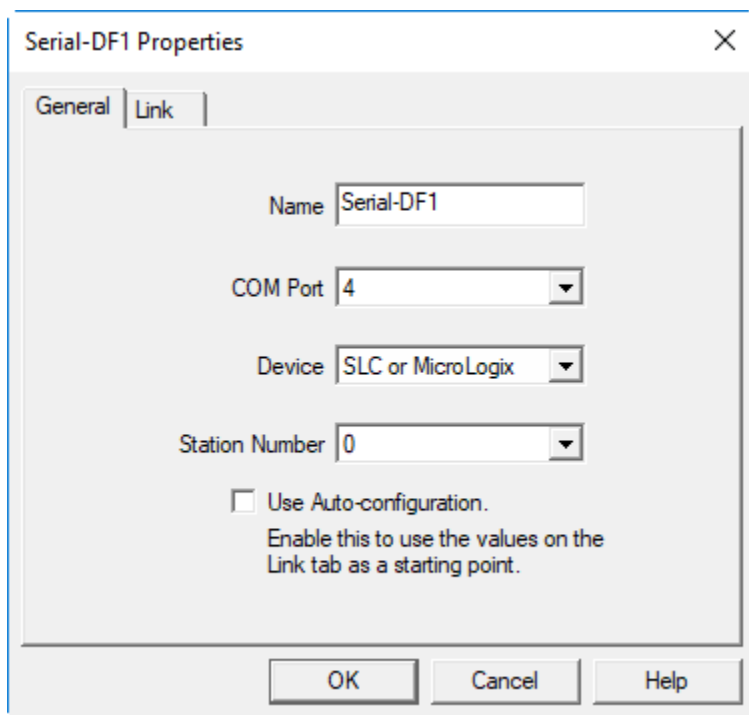 Serial-DF1 Properties
General
Link
Name
Serial-DF1
COM Port
4
Device
SLC or MicroLogix
Station Number
0
Use Auto-configuration.
Enable this to use the values on the
Link tab as a starting point.
OK
Cancel
Help